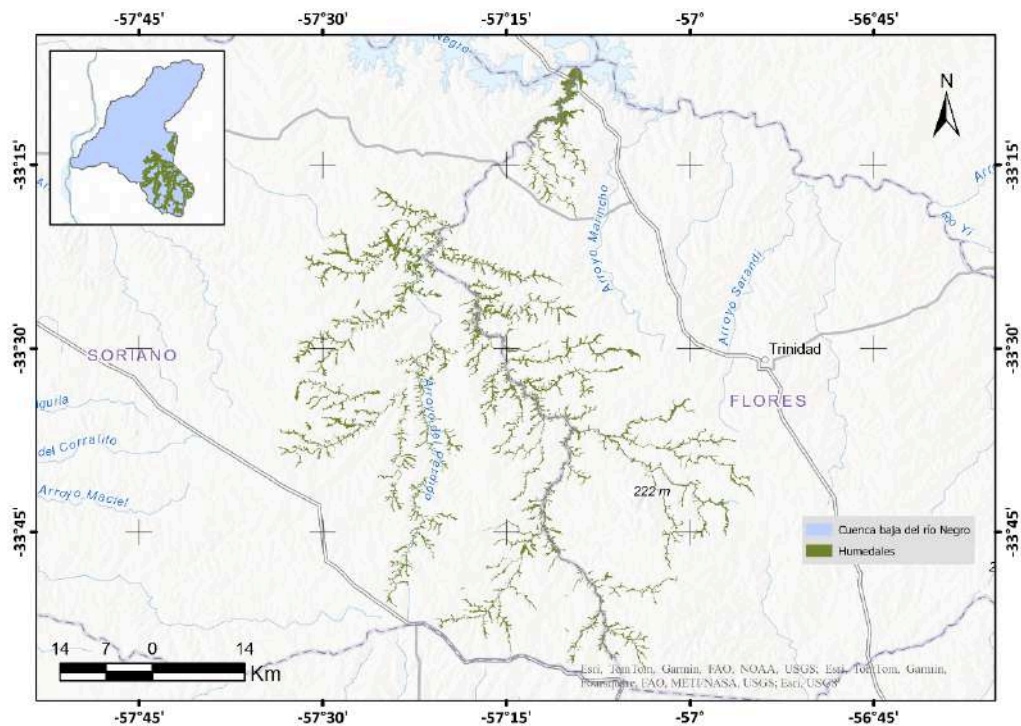 -57°45' -57°30' -57°15' -57° -56°45'
Negro
N
-33°15' -33°15'
Arroyo Marincho
Río Yi
Arroyo Sarandí
-33°30' -33°30'
SORIANO
Trinidad
FLORES
Arroyo del Perdido
del Corralito
222 m
Arroyo Maciel
-33°45' -33°45'
Cuenca baja del río Negro
Humedales
14 7 0 14
Km
Esri, TomTom, Garmin, FAO, NOAA, USGS; Esri, TomTom, Garmin,
Foursquare, FAO, METI/NASA, USGS; Esri, USGS
-57°45' -57°30' -57°15' -57° -56°45'